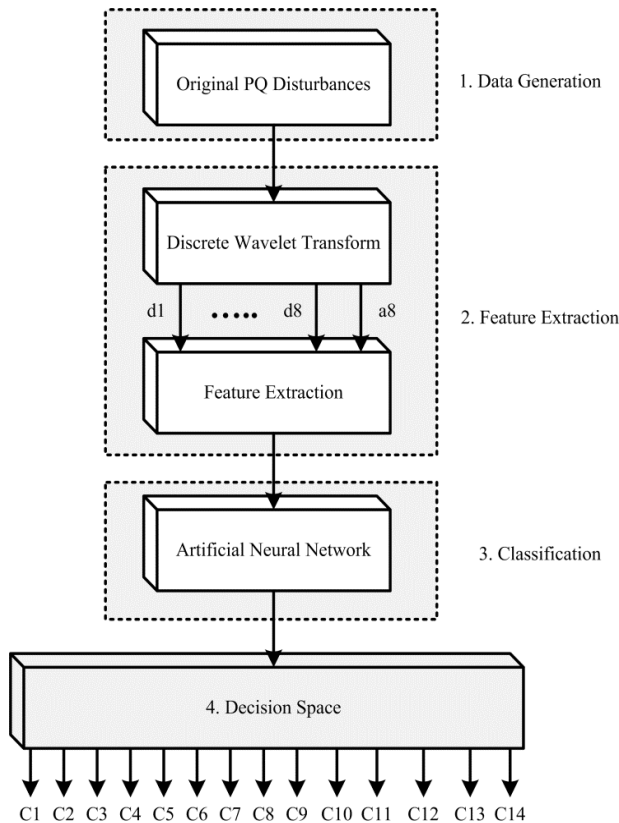 Original PQ Disturbances
1. Data Generation
Discrete Wavelet Transform
d1 ..... d8 a8
2. Feature Extraction
Feature Extraction
Artificial Neural Network
3. Classification
4. Decision Space
C1 C2 C3 C4 C5 C6 C7 C8 C9 C10 C11 C12 C13 C14